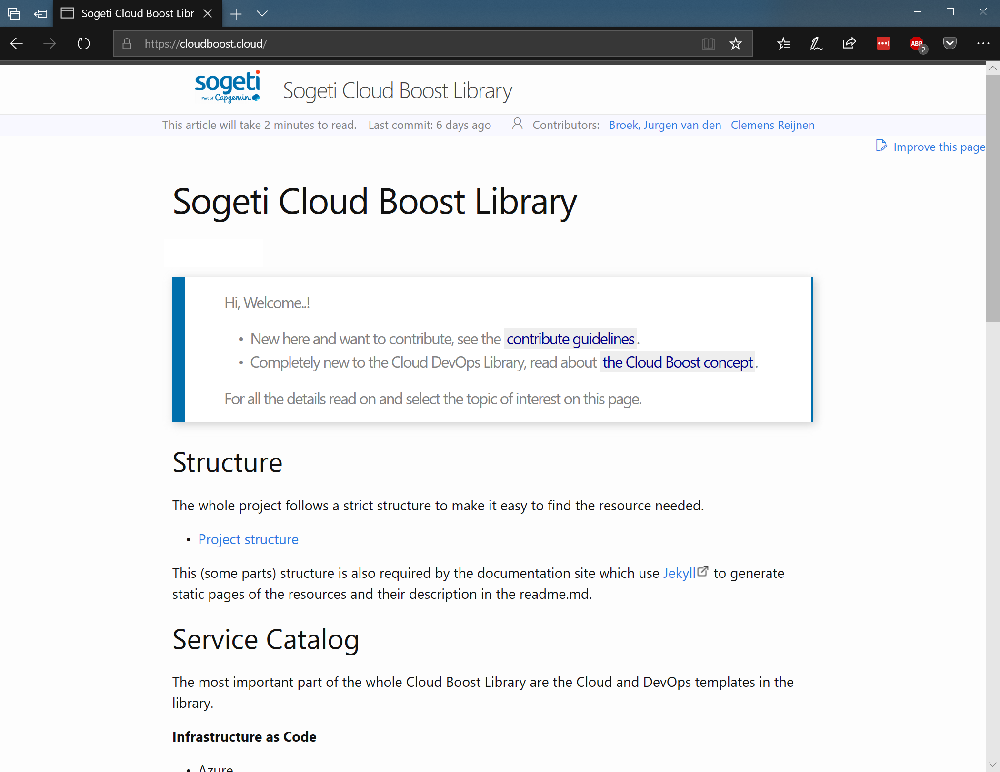 Sogeti Cloud Boost Libr
https://cloudboost.cloud/
ABP
2
sogeti
Part of Capgemini
Sogeti Cloud Boost Library
This article will take 2 minutes to read. Last commit: 6 days ago Contributors: Broek, Jurgen van den Clemens Reijnen
Improve this page
Sogeti Cloud Boost Library
Hi, Welcome..!
• New here and want to contribute, see the contribute guidelines.
• Completely new to the Cloud DevOps Library, read about the Cloud Boost concept.
For all the details read on and select the topic of interest on this page.
Structure
The whole project follows a strict structure to make it easy to find the resource needed.
• Project structure
This (some parts) structure is also required by the documentation site which use Jekyll to generate
static pages of the resources and their description in the readme.md.
Service Catalog
The most important part of the whole Cloud Boost Library are the Cloud and DevOps templates in the
library.
Infrastructure as Code
• Azure